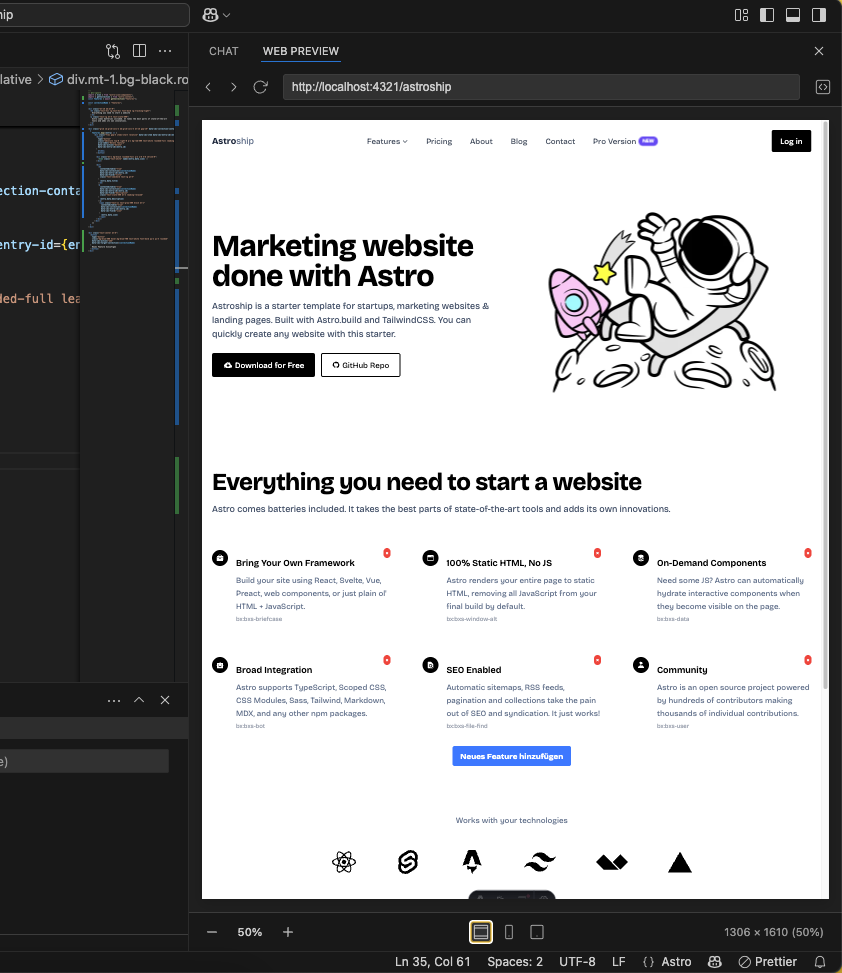 ip
CHAT
WEB PREVIEW
lative > div.mt-1.bg-black.ro
http://localhost:4321/astroship
ection-conta
entry-id={en
ded-full lea
e)
Astroship
Features
Pricing
About
Blog
Contact
Pro Version NEW
Log in
Marketing website
done with Astro
Astroship is a starter template for startups, marketing websites &
landing pages. Built with Astro.build and TailwindCSS. You can
quickly create any website with this starter.
Download for Free
GitHub Repo
Everything you need to start a website
Astro comes batteries included. It takes the best parts of state-of-the-art tools and adds its own innovations.
Bring Your Own Framework
Build your site using React, Svelte, Vue,
Preact, web components, or just plain ol'
HTML + JavaScript.
bx:bxs-briefcase
100% Static HTML, No JS
Astro renders your entire page to static
HTML, removing all JavaScript from your
final build by default.
bx:bxs-window-alt
On-Demand Components
Need some JS? Astro can automatically
hydrate interactive components when
they become visible on the page.
bx:bxs-data
Broad Integration
Astro supports TypeScript, Scoped CSS,
CSS Modules, Sass, Tailwind, Markdown,
MDX, and any other npm packages.
bx:bxs-bot
SEO Enabled
Automatic sitemaps, RSS feeds,
pagination and collections take the pain
out of SEO and syndication. It just works!
bx:bxs-file-find
Community
Astro is an open source project powered
by hundreds of contributors making
thousands of individual contributions.
bx:bxs-user
Neues Feature hinzufügen
Works with your technologies
50%
1306 × 1610 (50%)
Ln 35, Col 61
Spaces: 2
UTF-8
LF
{ } Astro
Prettier